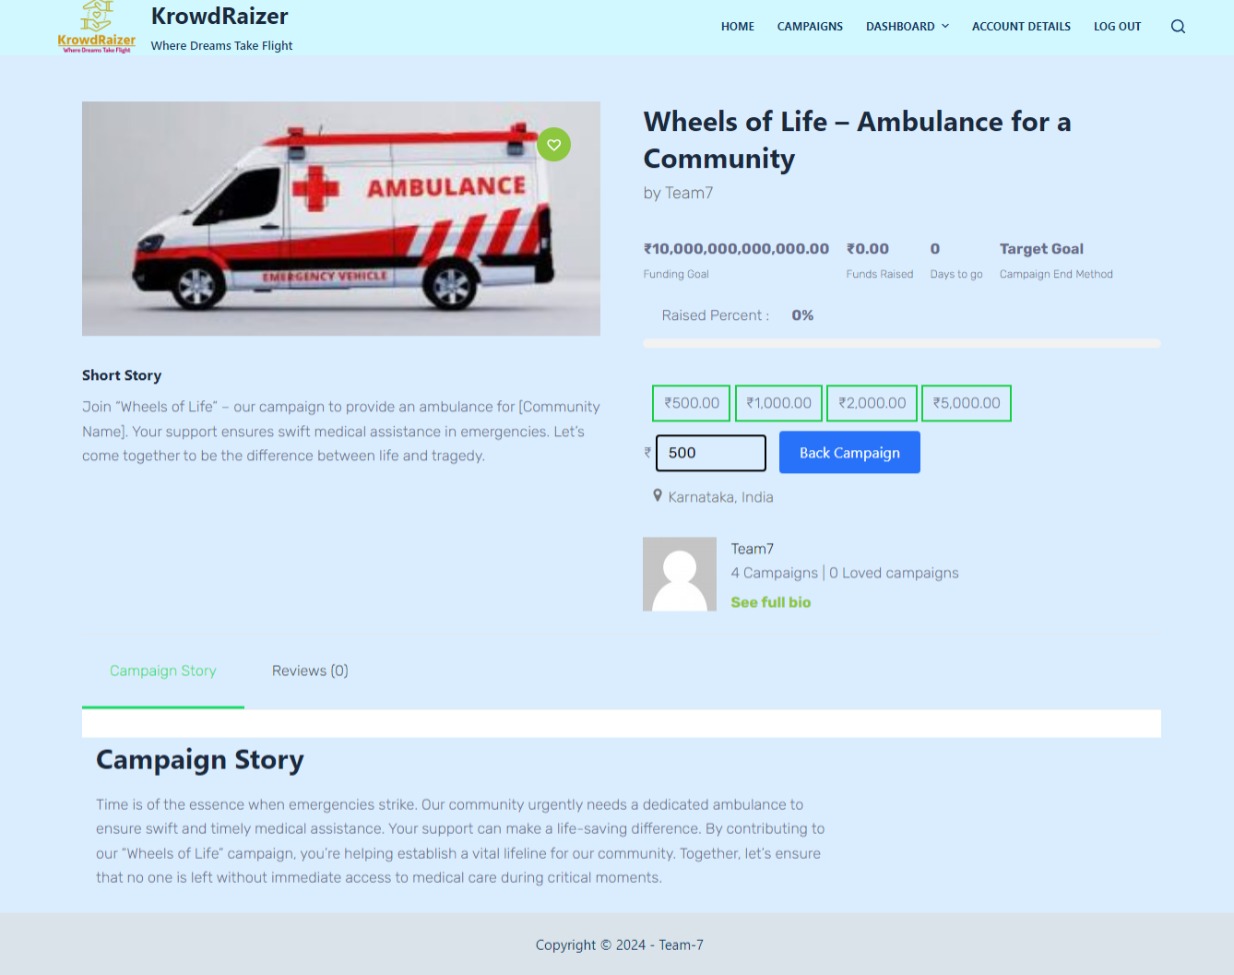 KrowdRaizer
Where Dreams Take Flight
KrowdRaizer
Where Dreams Take Flight
HOME
CAMPAIGNS
DASHBOARD
ACCOUNT DETAILS
LOG OUT
AMBULANCE
EMERGENCY VEHICLE
Wheels of Life – Ambulance for a
Community
by Team7
₹10,000,000,000,000.00 ₹0.00 0 Target Goal
Funding Goal Funds Raised Days to go Campaign End Method
Raised Percent : 0%
₹500.00 ₹1,000.00 ₹2,000.00 ₹5,000.00
₹ 500 Back Campaign
Karnataka, India
Team7
4 Campaigns | 0 Loved campaigns
See full bio
Short Story
Join “Wheels of Life” – our campaign to provide an ambulance for [Community
Name]. Your support ensures swift medical assistance in emergencies. Let’s
come together to be the difference between life and tragedy.
Campaign Story Reviews (0)
Campaign Story
Time is of the essence when emergencies strike. Our community urgently needs a dedicated ambulance to
ensure swift and timely medical assistance. Your support can make a life-saving difference. By contributing to
our “Wheels of Life” campaign, you’re helping establish a vital lifeline for our community. Together, let’s ensure
that no one is left without immediate access to medical care during critical moments.
Copyright © 2024 - Team-7